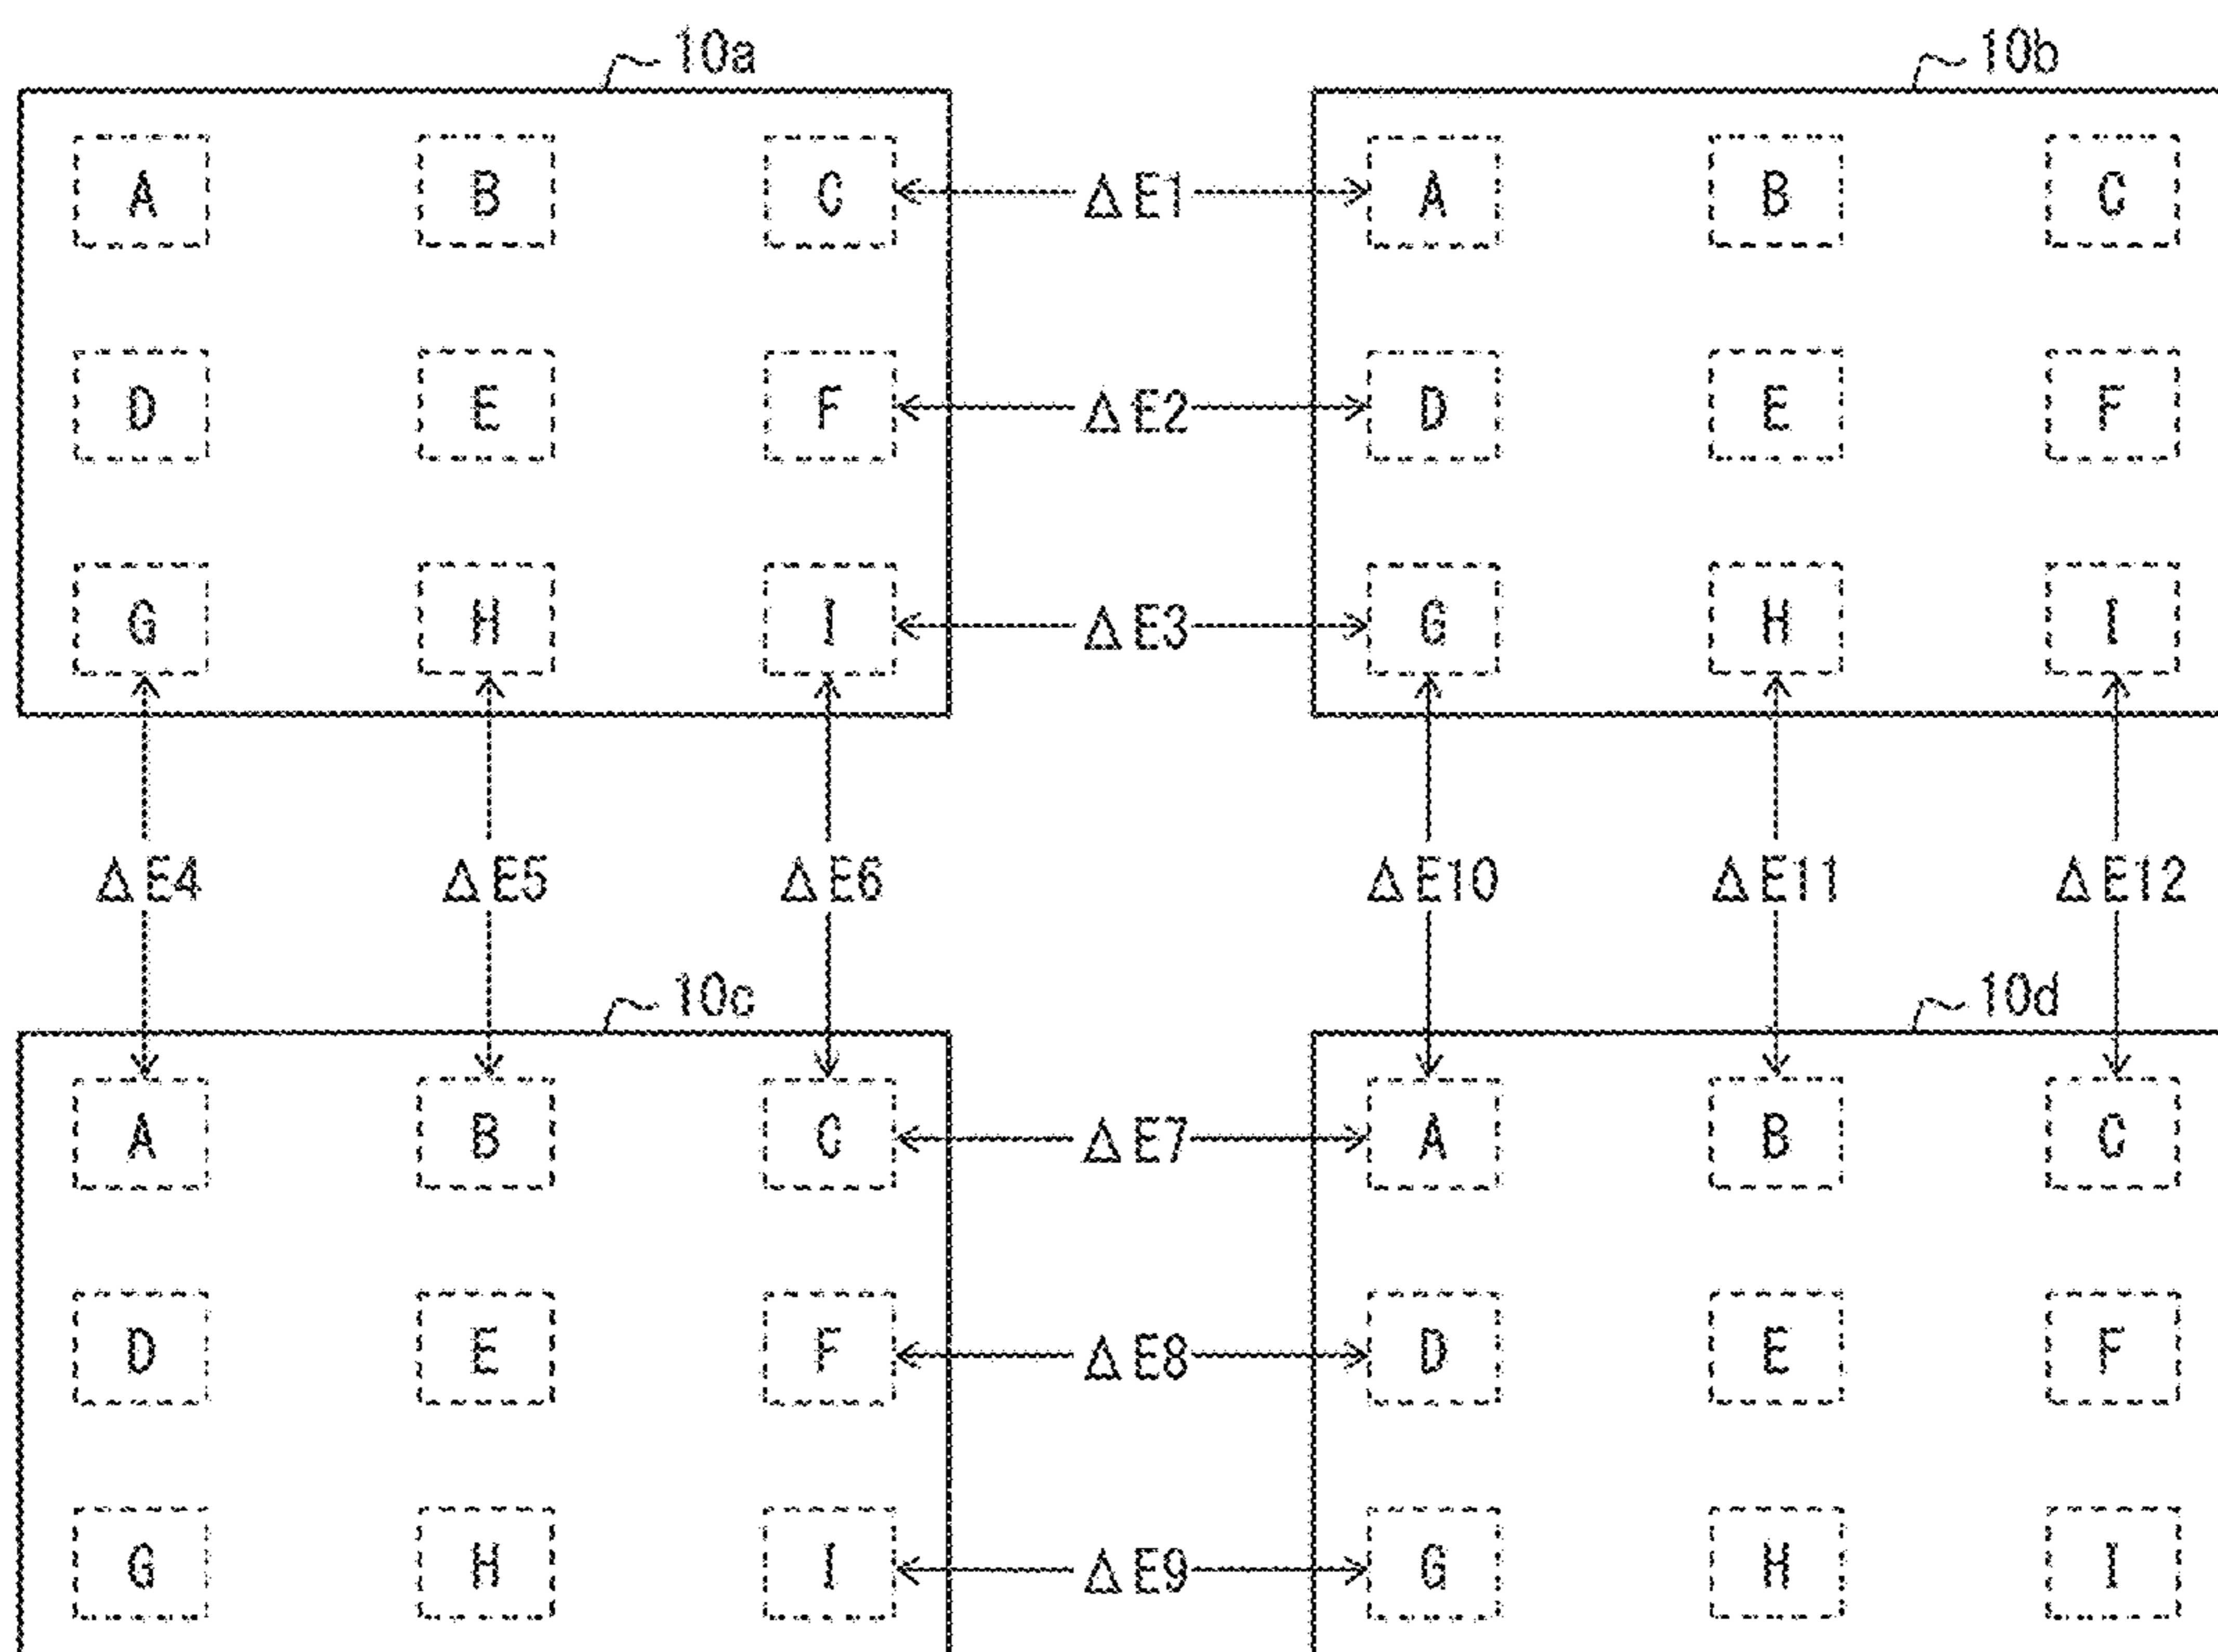 10a 10b
A B C ΔE1 A B C
D E F ΔE2 D E F
G H I ΔE3 G H I
ΔE4 ΔE5 ΔE6 ΔE10 ΔE11 ΔE12
10c 10d
A B C ΔE7 A B C
D E F ΔE8 D E F
G H I ΔE9 G H I